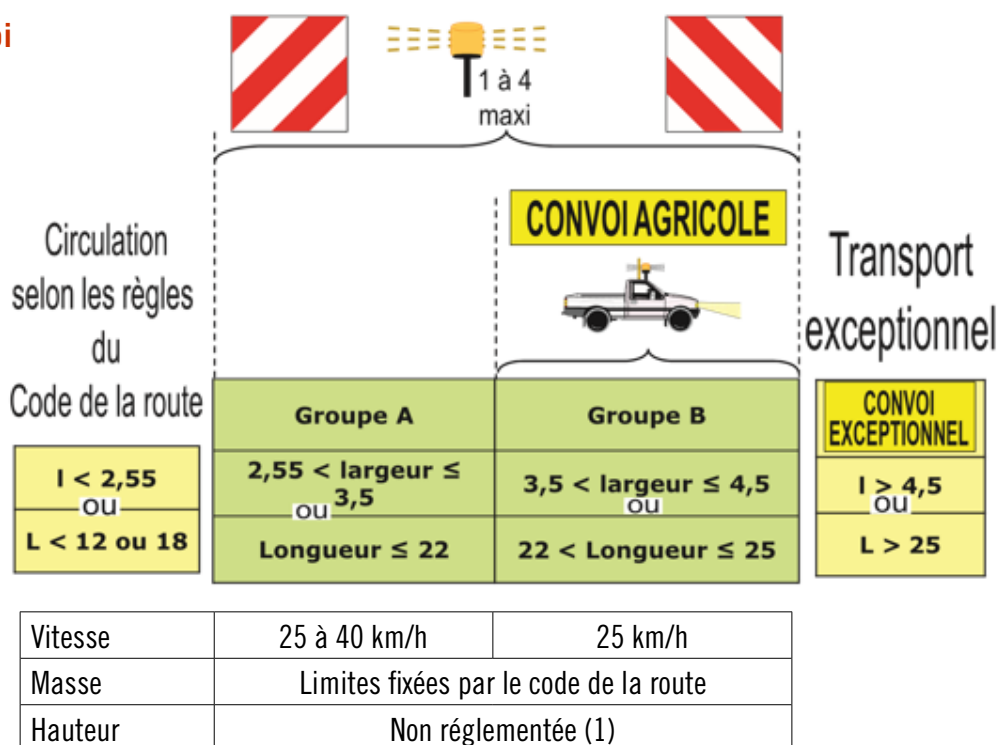 oi
1 à 4
maxi
CONVOI AGRICOLE
Circulation
selon les règles
du
Code de la route
Transport
exceptionnel
Groupe A
Groupe B
CONVOI
EXCEPTIONNEL
l < 2,55
ou
L < 12 ou 18
2,55 < largeur ≤
ou 3,5
Longueur ≤ 22
3,5 < largeur ≤ 4,5
ou
22 < Longueur ≤ 25
l > 4,5
ou
L > 25
Vitesse 25 à 40 km/h 25 km/h
Masse Limites fixées par le code de la route
Hauteur Non réglementée (1)